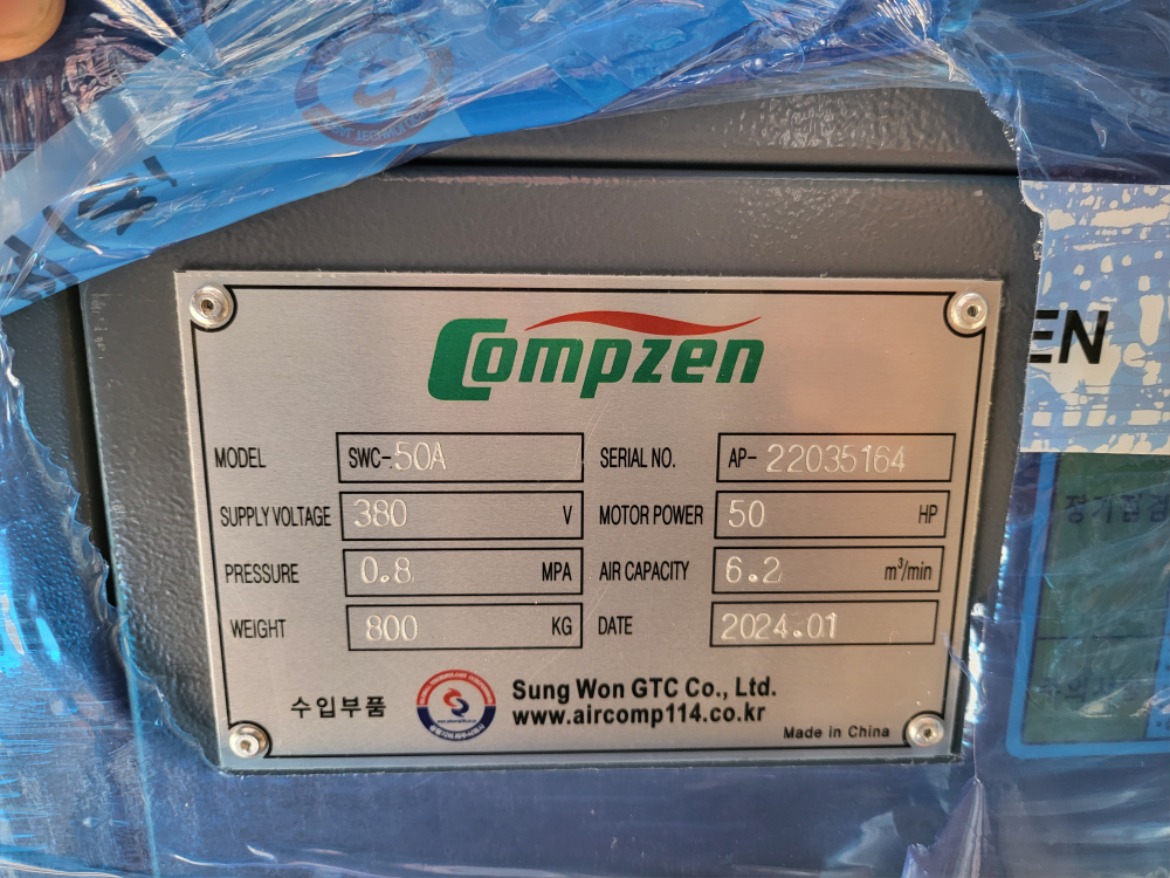 Compzen
EN
MODEL SWC-50A SERIAL NO. AP-22035164
SUPPLY VOLTAGE 380 V MOTOR POWER 50 HP
PRESSURE 0.8 MPA AIR CAPACITY 6.2 m³/min
WEIGHT 800 KG DATE 2024.01
수입부품
Sung Won GTC Co., Ltd.
www.aircomp114.co.kr
Made in China
정기점검